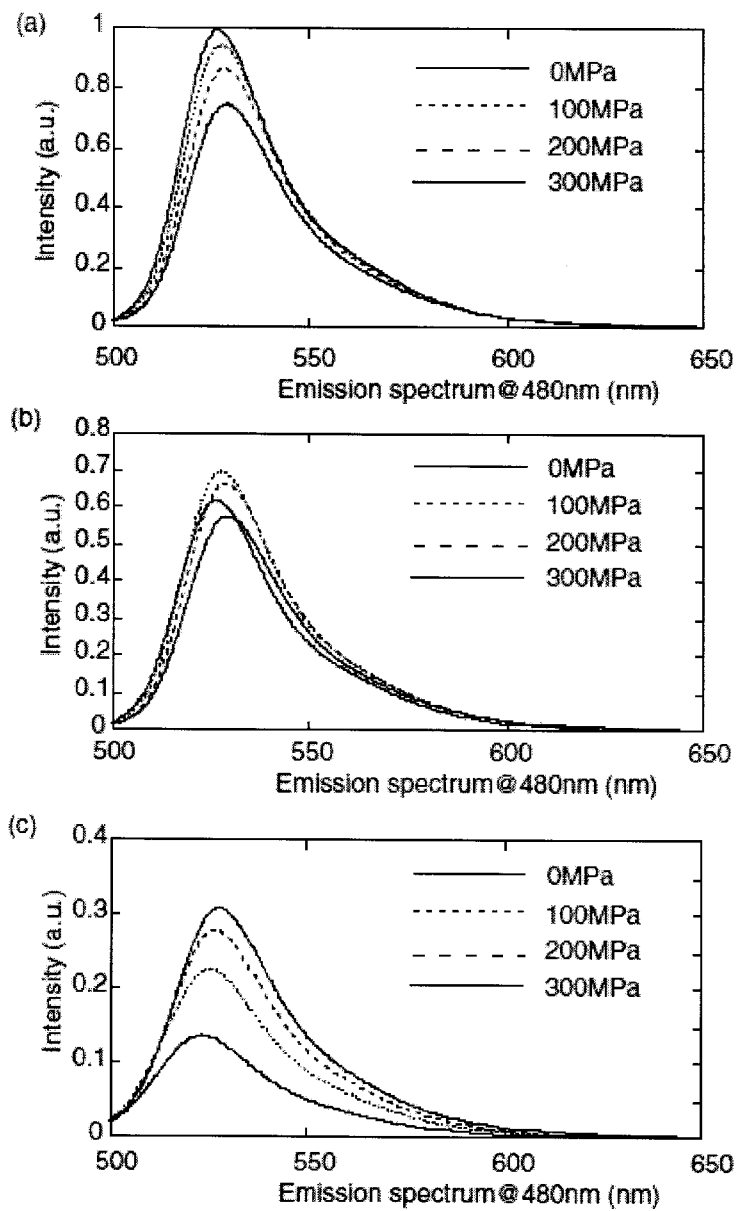 (a)
1
0.8
0.6
0.4
0.2
0
Intensity (a.u.)
0MPa
100MPa
200MPa
300MPa
500 550 600 650
Emission spectrum@480nm (nm)
(b)
0.8
0.7
0.6
0.5
0.4
0.3
0.2
0.1
0
Intensity (a.u.)
0MPa
100MPa
200MPa
300MPa
500 550 600 650
Emission spectrum@480nm (nm)
(c)
0.4
0.3
0.2
0.1
0
Intensity (a.u.)
0MPa
100MPa
200MPa
300MPa
500 550 600 650
Emission spectrum@480nm (nm)